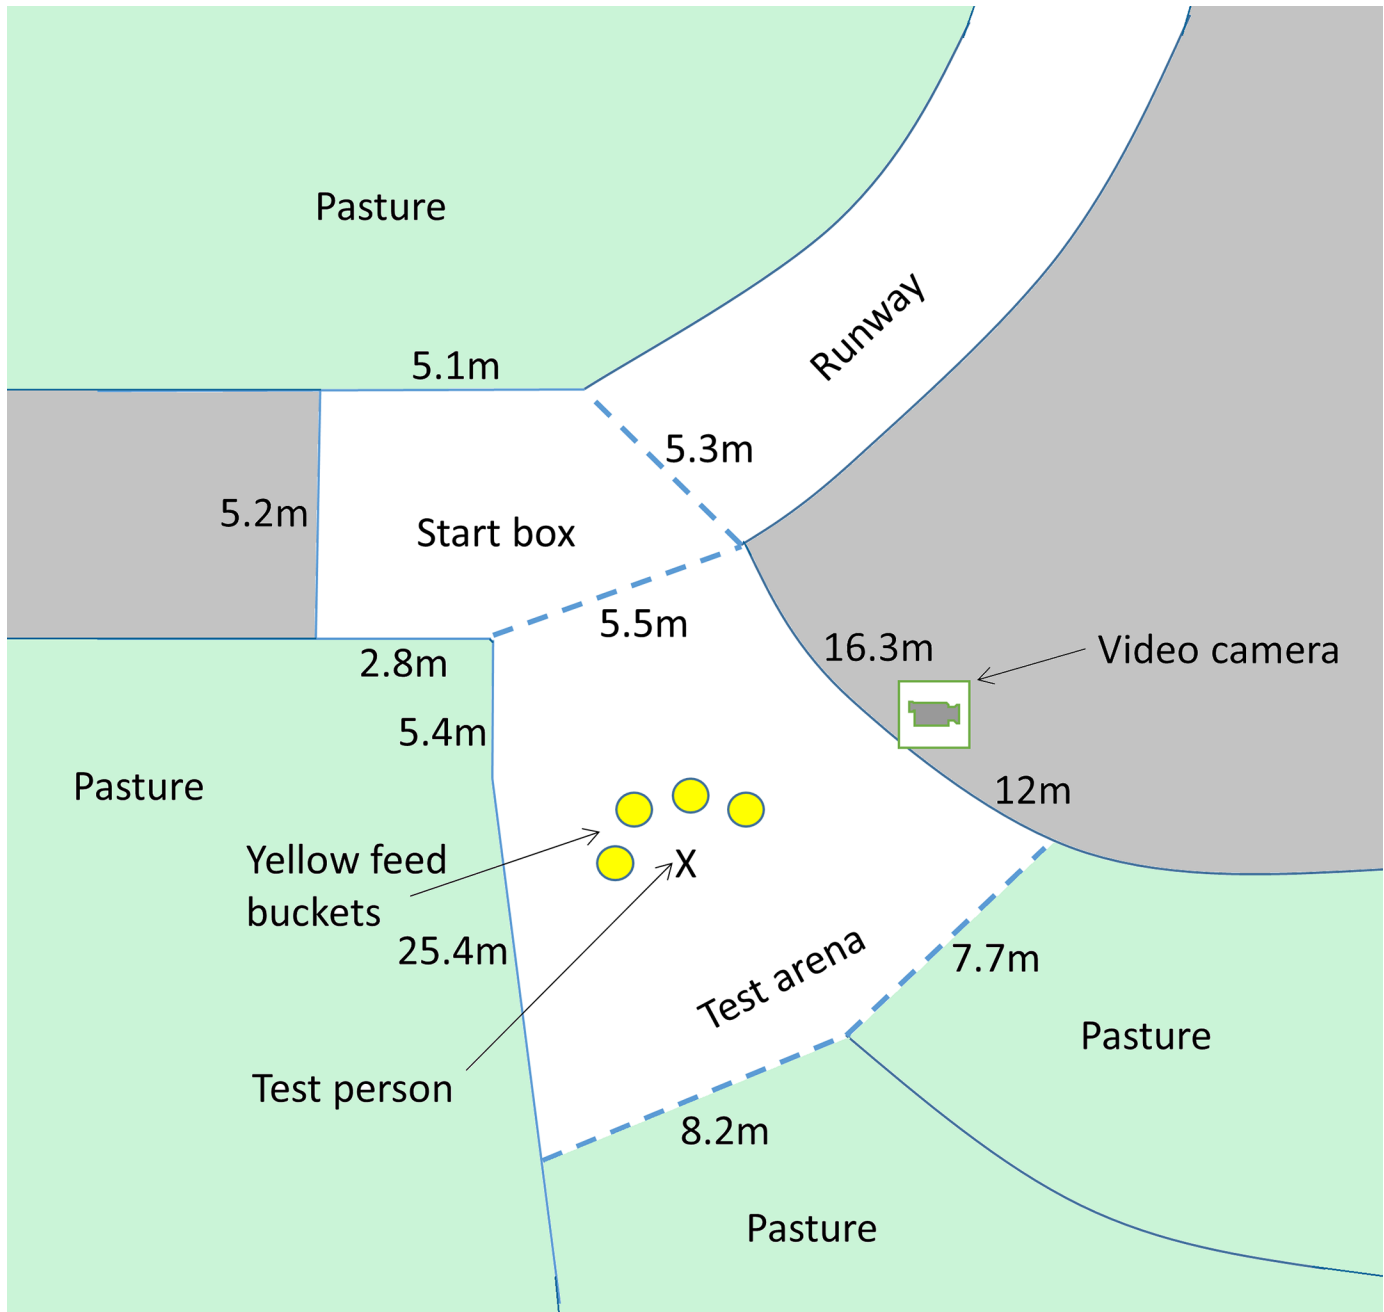 Pasture
Runway
5.1m
5.3m
5.2m
Start box
5.5m
16.3m
Video camera
2.8m
5.4m
Pasture
12m
Yellow feed
buckets
X
25.4m
Test arena
7.7m
Pasture
Test person
8.2m
Pasture